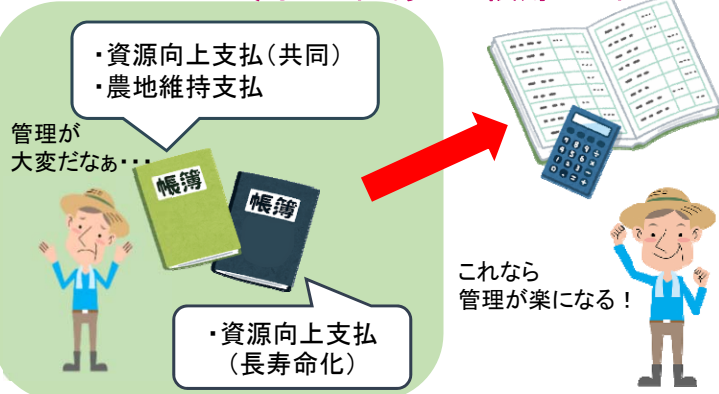 ・資源向上支払(共同)
・農地維持支払
管理が
大変だなぁ・・・
帳簿
帳簿
・資源向上支払
(長寿命化)
これなら
管理が楽になる！